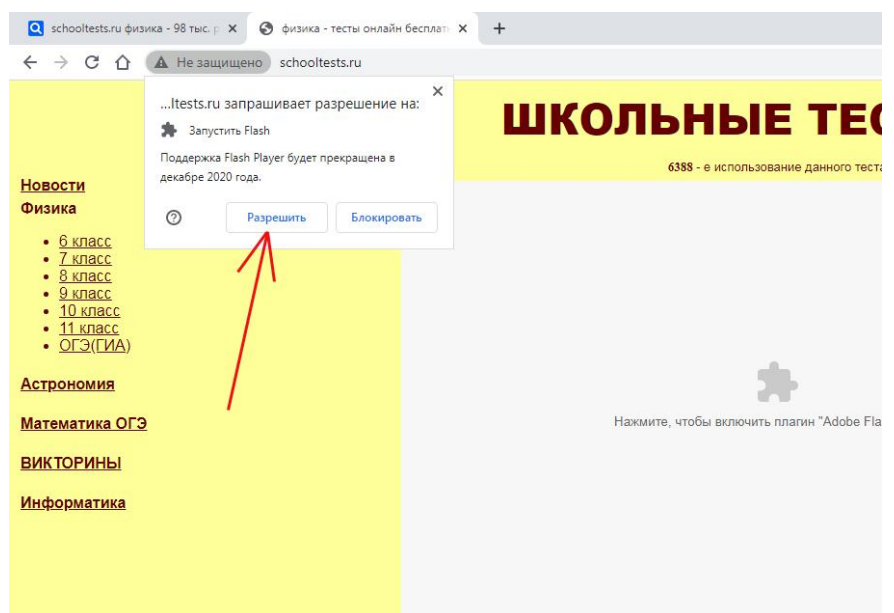 schooltests.ru физика - 98 тыс. р
физика - тесты онлайн бесплатн
Не защищено
schooltests.ru
...ltests.ru запрашивает разрешение на:
Запустить Flash
Поддержка Flash Player будет прекращена в
декабре 2020 года.
Разрешить
Блокировать
ШКОЛЬНЫЕ ТЕС
6388 - е использование данного теста
Новости
Физика
6 класс
7 класс
8 класс
9 класс
10 класс
11 класс
ОГЭ(ГИА)
Астрономия
Математика ОГЭ
ВИКТОРИНЫ
Информатика
Нажмите, чтобы включить плагин "Adobe Fla